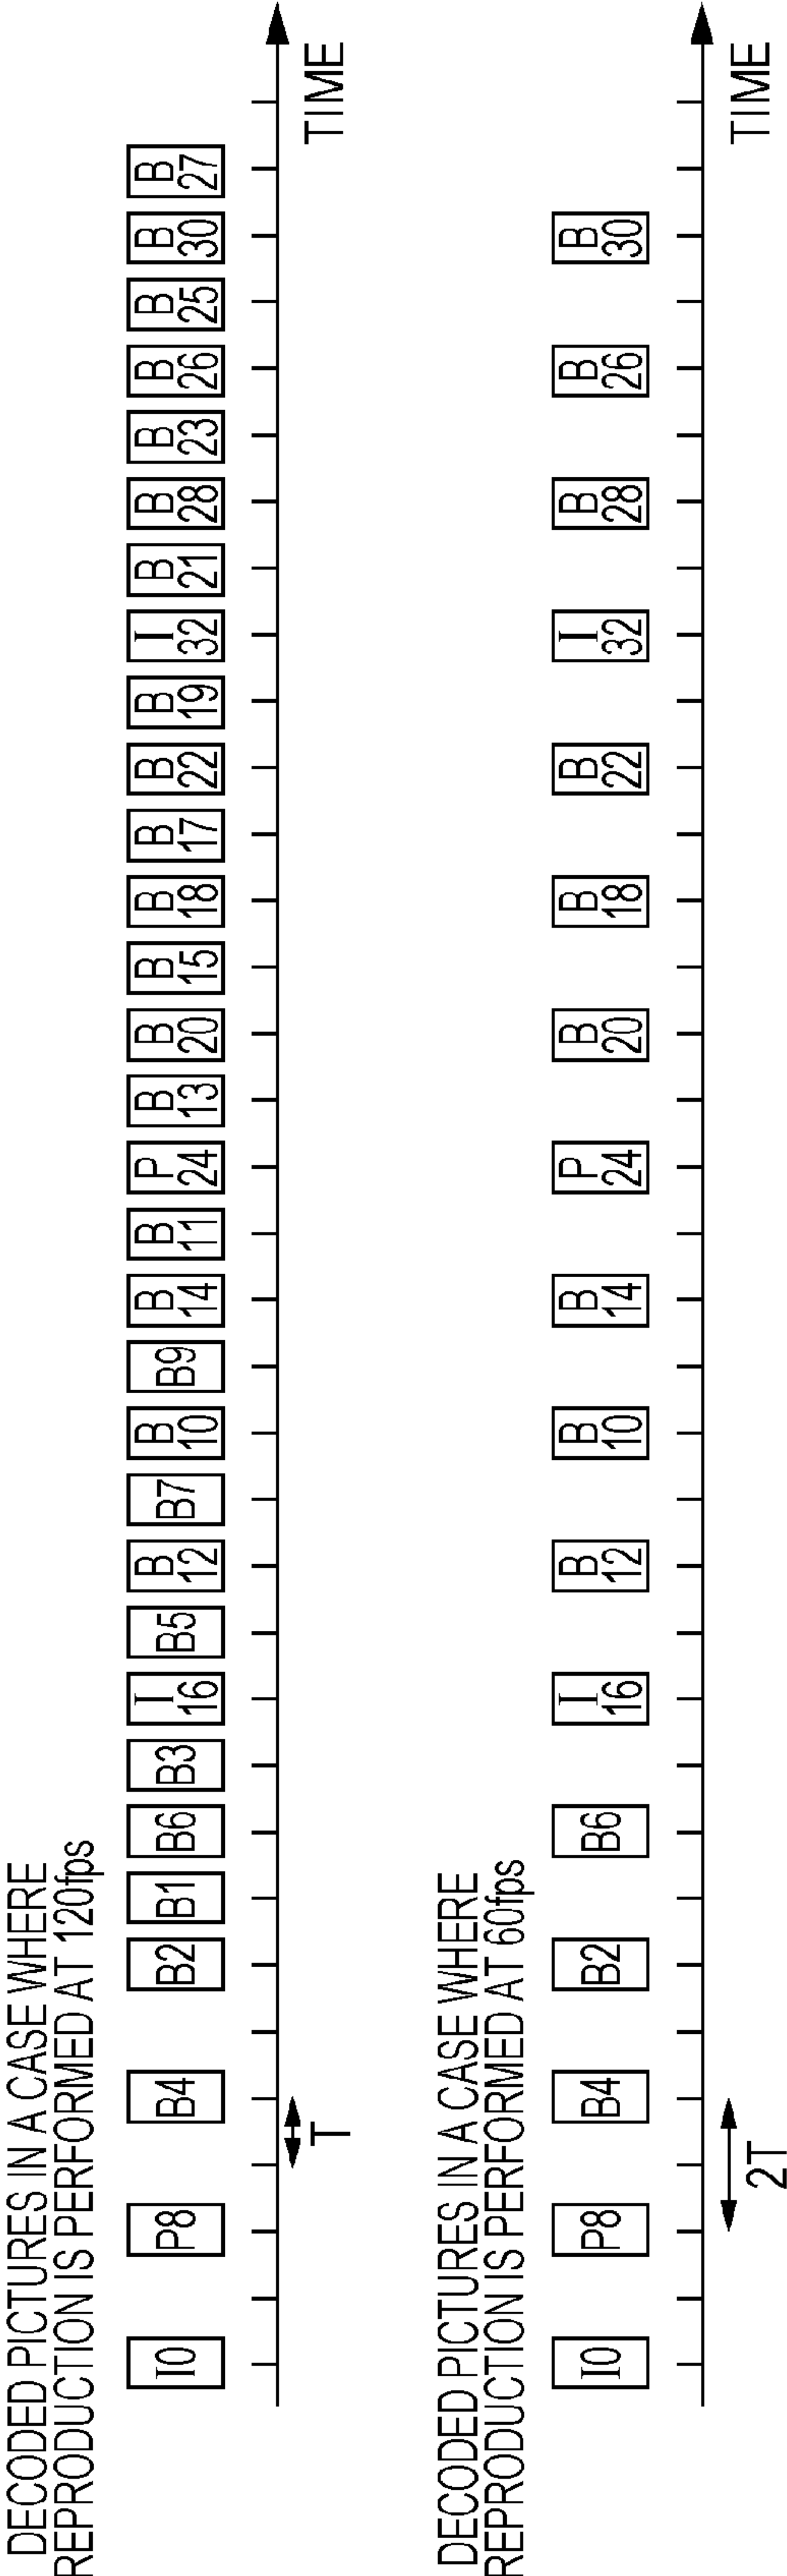 DECODED PICTURES IN A CASE WHERE
REPRODUCTION IS PERFORMED AT 120fps
I0
P8
B4
B2
B1
B6
B3
I
16
B5
B
12
B7
B
10
B9
B
14
B
11
P
24
B
13
B
20
B
15
B
18
B
17
B
22
B
19
I
32
B
21
B
28
B
23
B
26
B
25
B
30
B
27
T
TIME
DECODED PICTURES IN A CASE WHERE
REPRODUCTION IS PERFORMED AT 60fps
I0
P8
B4
B2
B6
I
16
B
12
B
10
B
14
P
24
B
20
B
18
B
22
I
32
B
28
B
26
B
30
2T
TIME